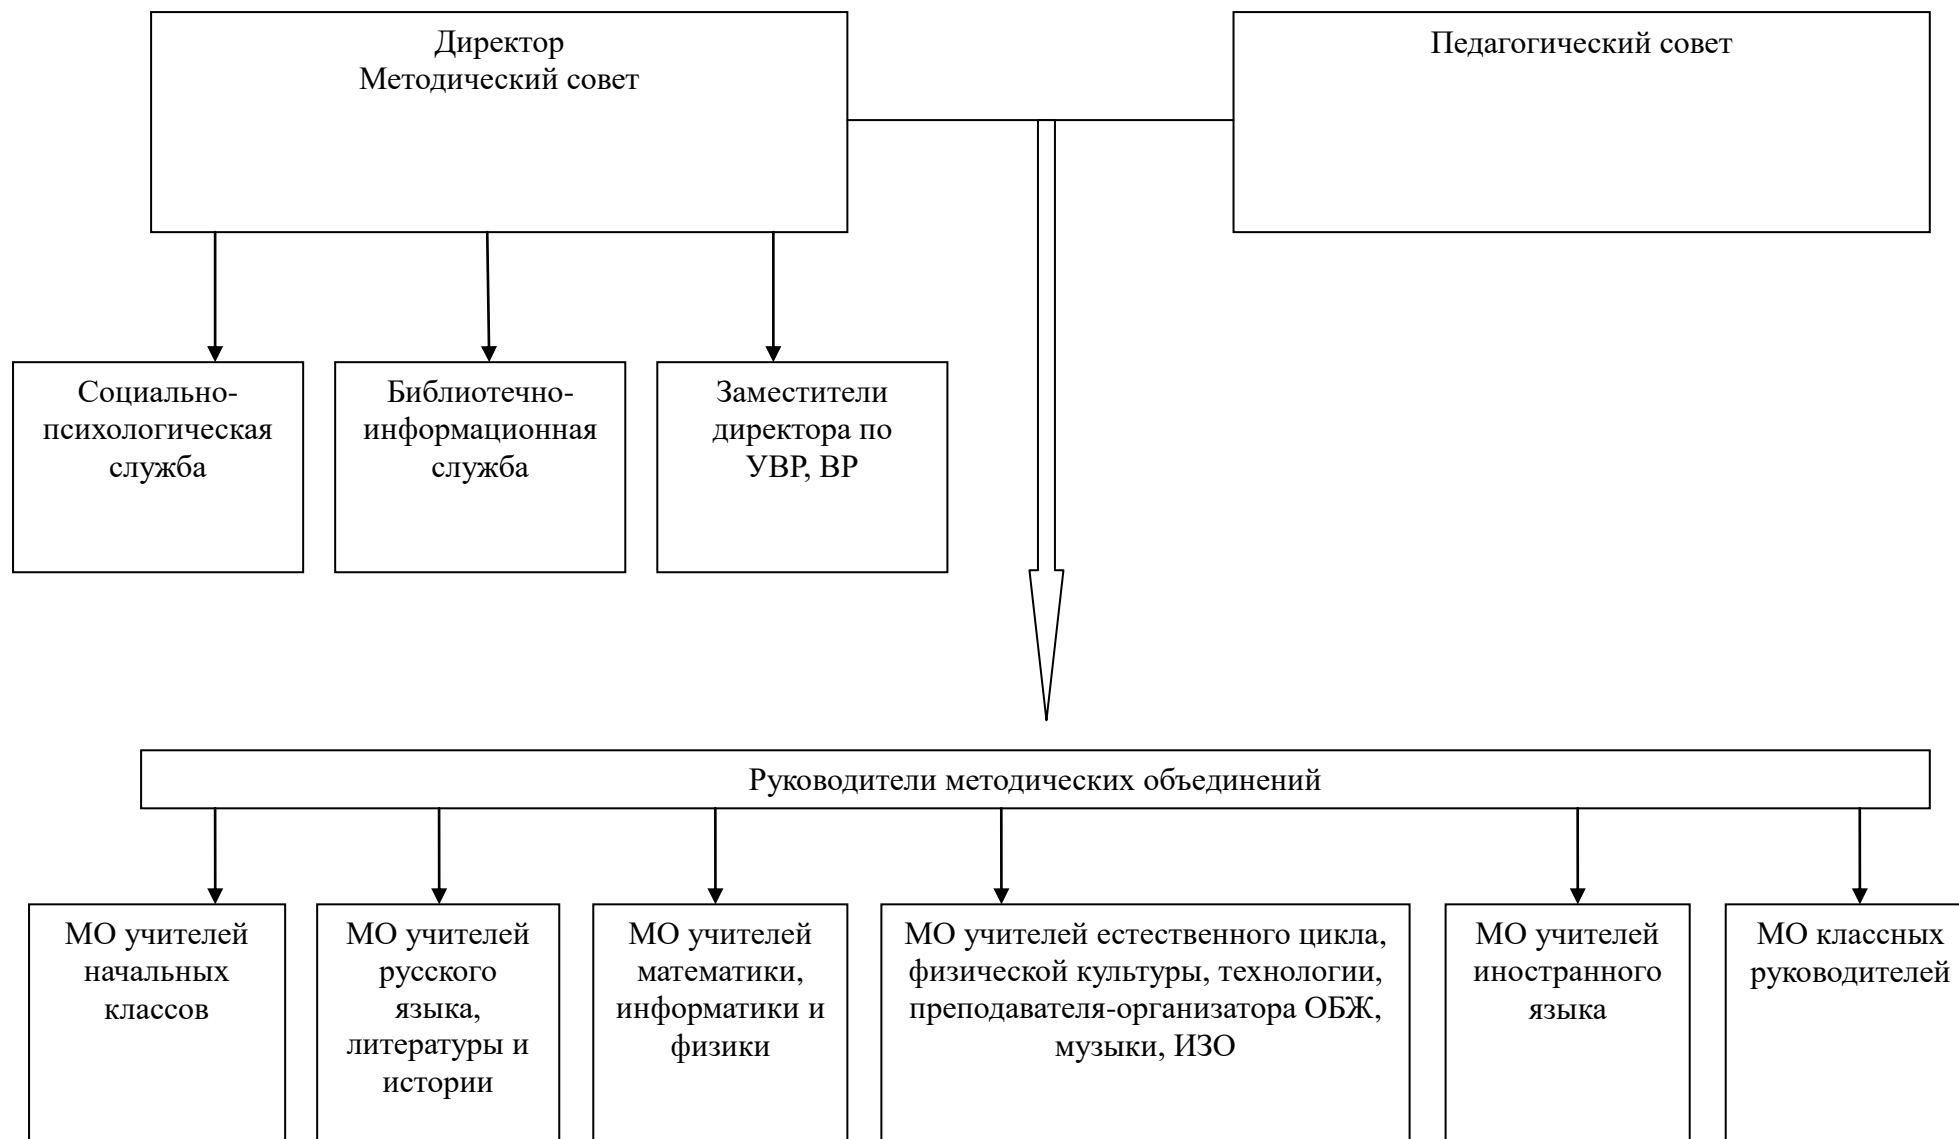 Директор
Методический совет
Педагогический совет
Социально-
психологическая
служба
Библиотечно-
информационная
служба
Заместители
директора по
УВР, ВР
Руководители методических объединений
МО учителей
начальных
классов
МО учителей
русского
языка,
литературы и
истории
МО учителей
математики,
информатики и
физики
МО учителей естественного цикла,
физической культуры, технологии,
преподавателя-организатора ОБЖ,
музыки, ИЗО
МО учителей
иностранного
языка
МО классных
руководителей